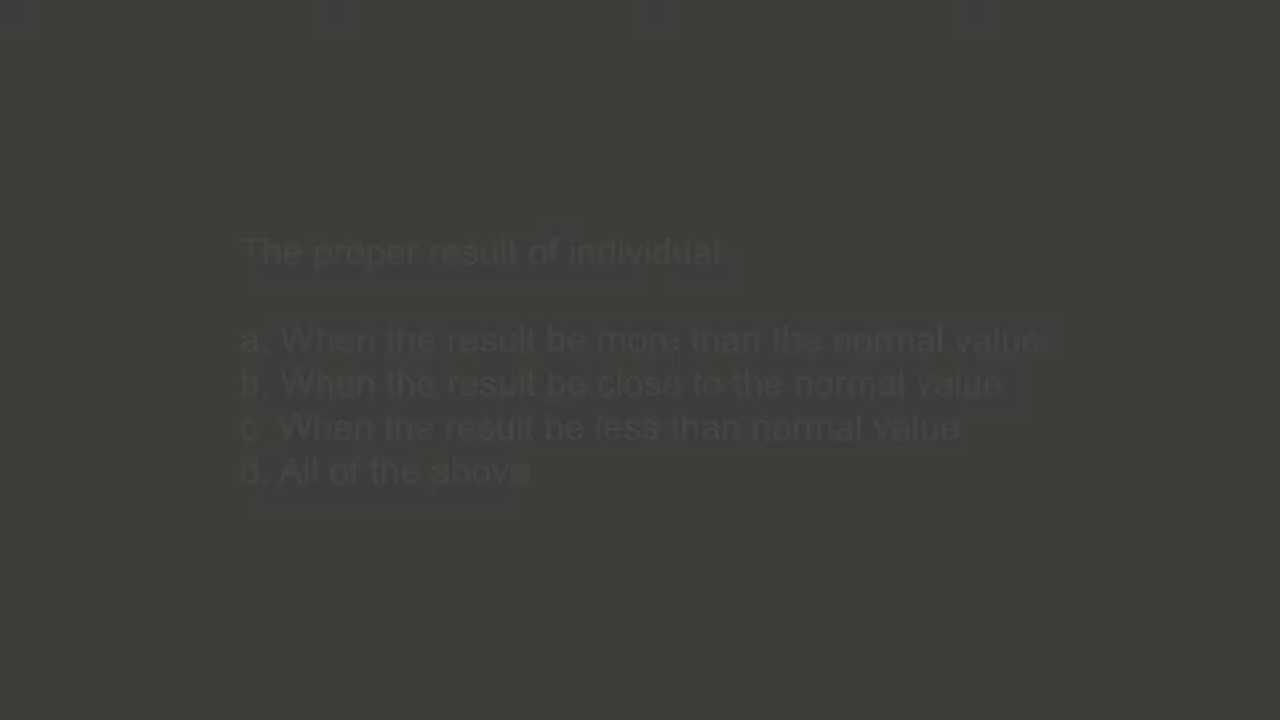 The proper result of individual
a. When the result be more than the normal value
b. When the result be close to the normal value
c. When the result be less than normal value
d. All of the above